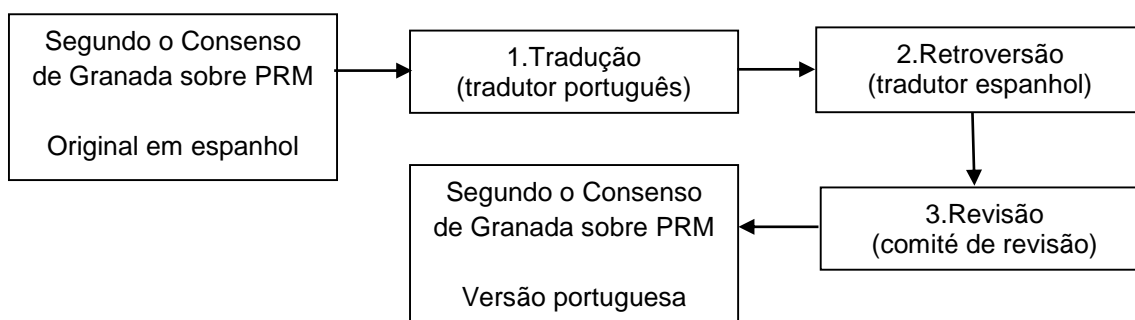 Segundo o Consenso
de Granada sobre PRM
Original em espanhol
1.Tradução
(tradutor português)
2.Retroversão
(tradutor espanhol)
3.Revisão
(comité de revisão)
Segundo o Consenso
de Granada sobre PRM
Versão portuguesa